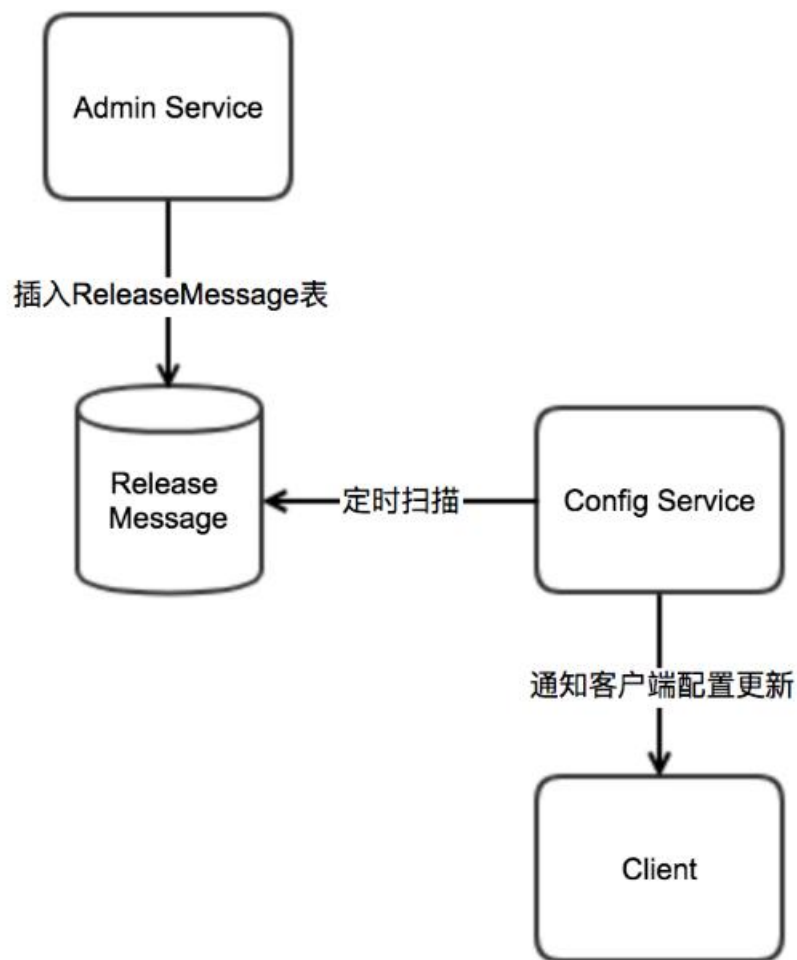 Admin Service
插入ReleaseMessage表
Release
Message
定时扫描
Config Service
通知客户端配置更新
Client